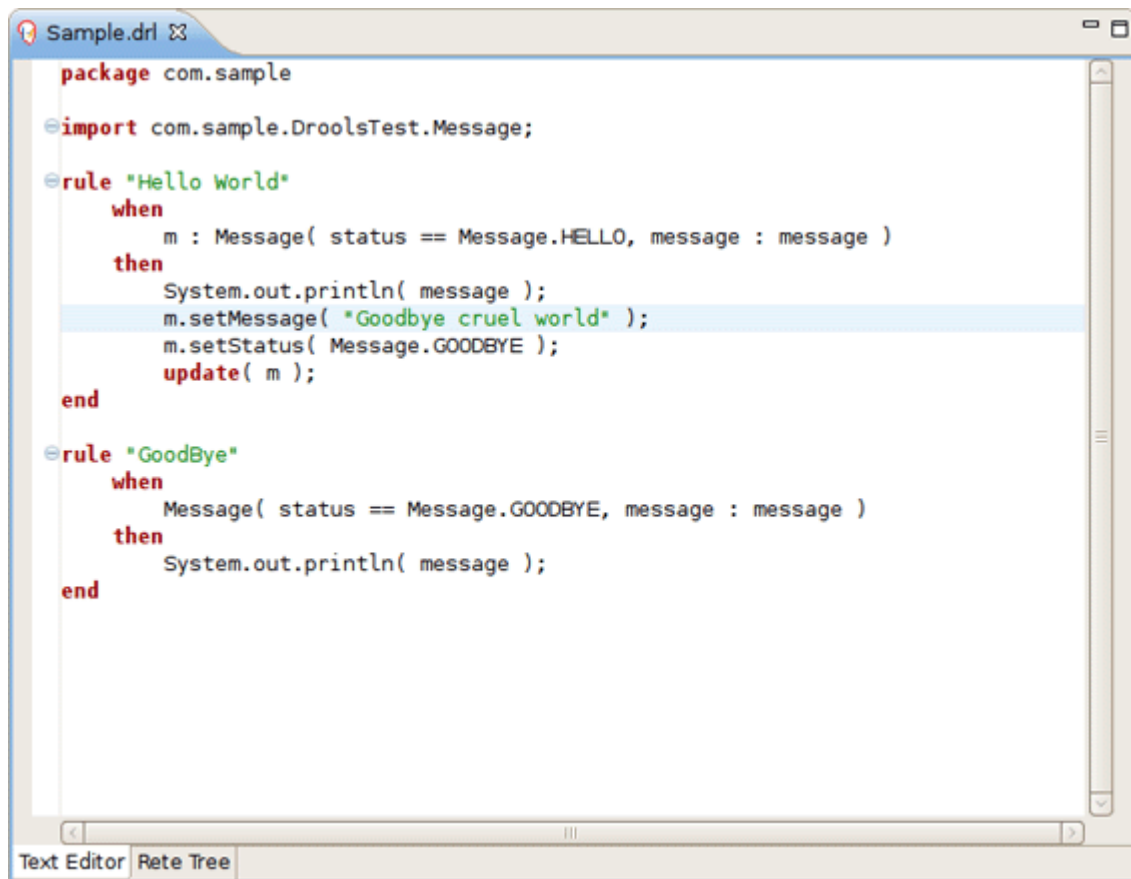 Sample.drl
package com.sample
import com.sample.DroolsTest.Message;
rule "Hello World"
when
m : Message( status == Message.HELLO, message : message )
then
System.out.println( message );
m.setMessage( "Goodbye cruel world" );
m.setStatus( Message.GOODBYE );
update( m );
end
rule "GoodBye"
when
Message( status == Message.GOODBYE, message : message )
then
System.out.println( message );
end
Text Editor Rete Tree